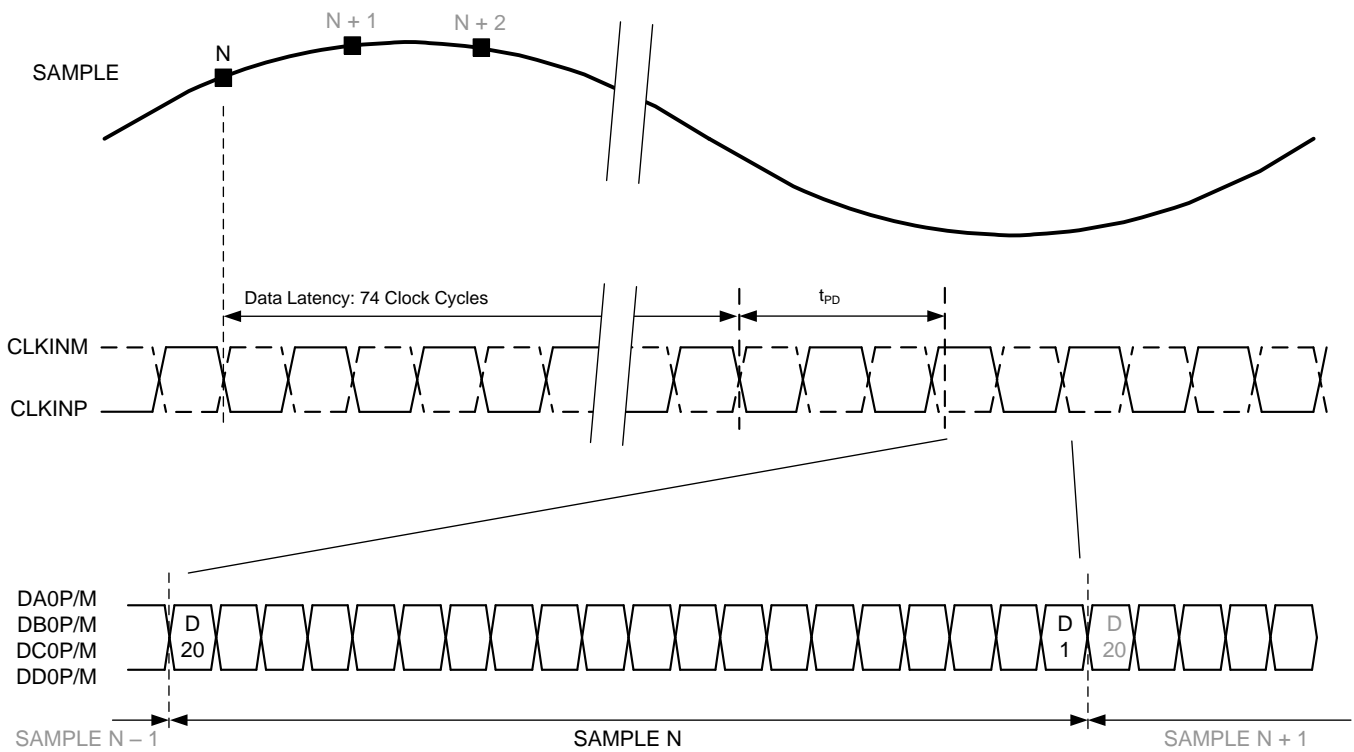 N + 1
N + 2
N
SAMPLE
Data Latency: 74 Clock Cycles
tPD
CLKINM
CLKINP
DA0P/M
DB0P/M
DC0P/M
DD0P/M
D
20
D
1
D
20
SAMPLE N – 1
SAMPLE N
SAMPLE N + 1